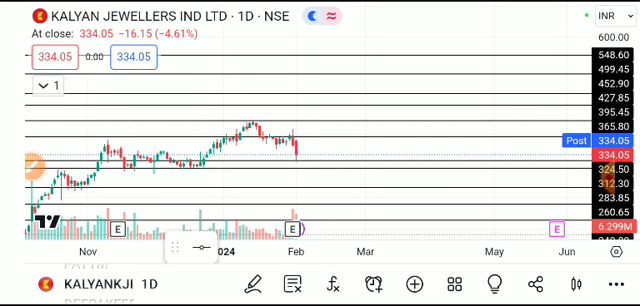 KALYAN JEWELLERS IND LTD · 1D · NSE
INR
At close: 334.05 −16.15 (−4.61%)
334.05 0.00 334.05
1
600.00
548.60
499.45
452.90
427.85
395.45
365.80
Post 334.05
334.05
324.50
312.30
283.85
260.65
6.299M
E E E
Nov 2024 Feb Mar May Jun
KALYANKJI 1D